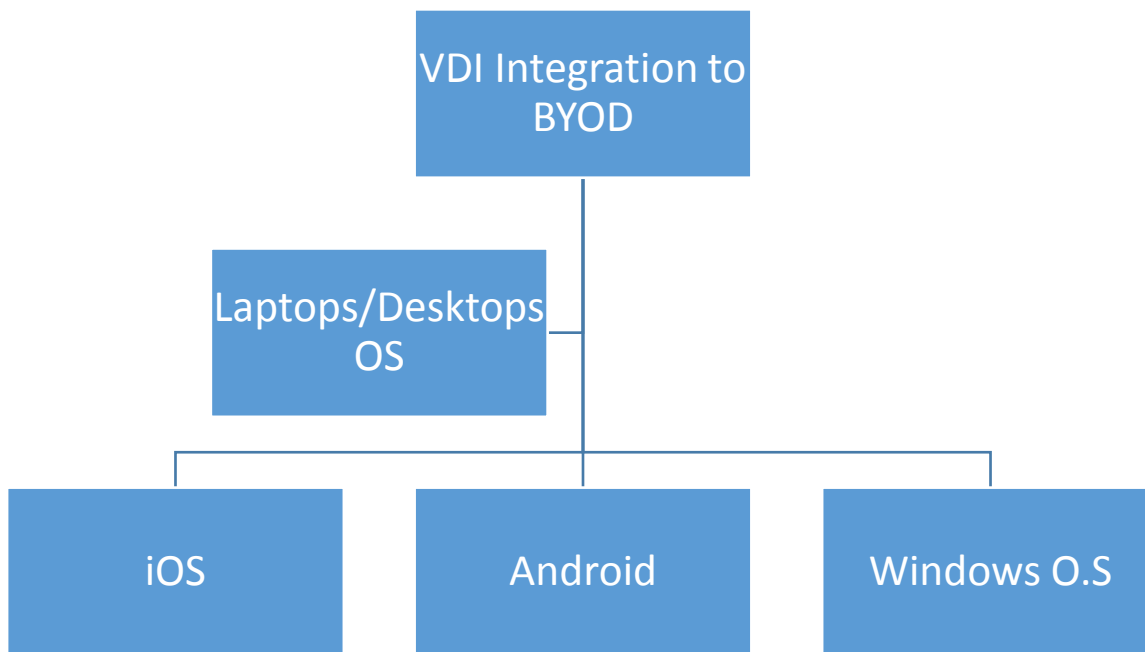 VDI Integration to
BYOD
Laptops/Desktops
OS
iOS
Android
Windows O.S